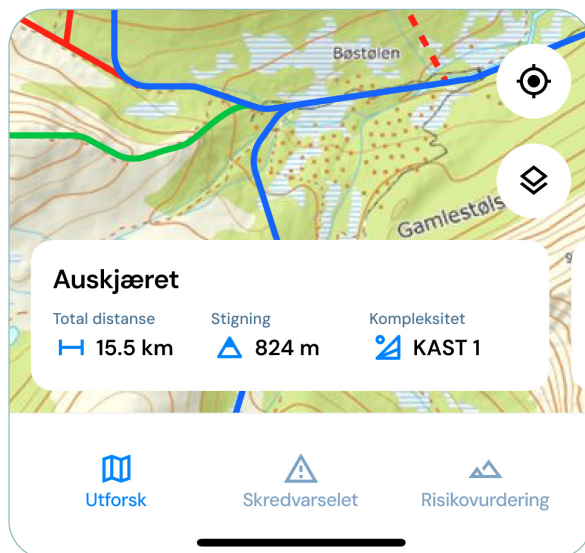 Bøstølen
Gamlestøls
Auskjæret
Total distanse
Stigning
Kompleksitet
15.5 km
824 m
KAST 1
Utforsk
Skredvarselet
Risikovurdering